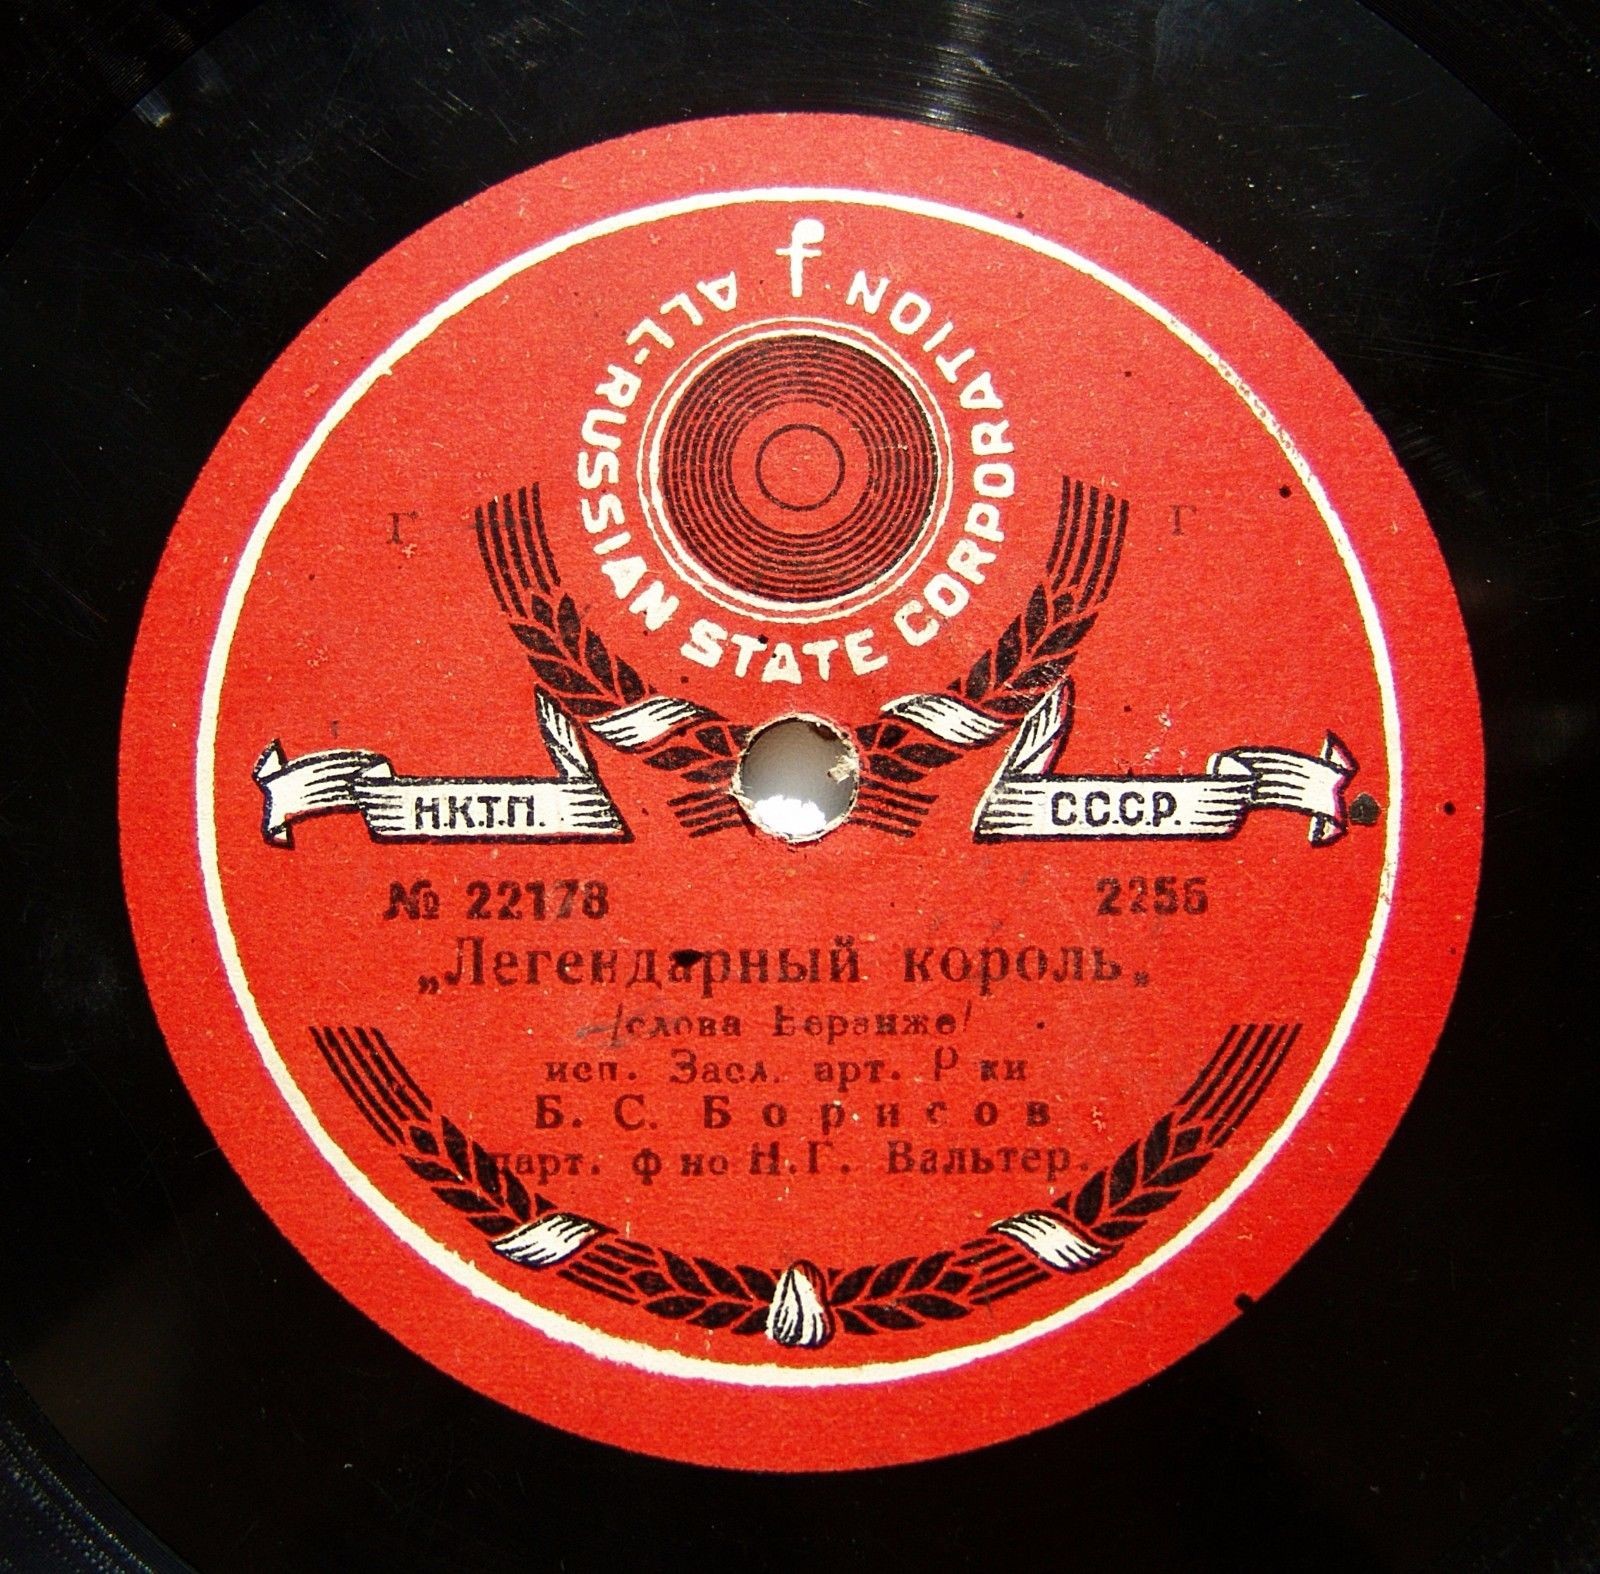 ALL-RUSSIAN STATE CORPORATION
Г Г
Н.К.Т.П. С.С.С.Р.
№ 22178 2256
„Легендарный король„
/слова Беранже/
исп. Засл. арт. Р ки
Б. С. Борисов
парт. ф но Н.Г. Вальтер.